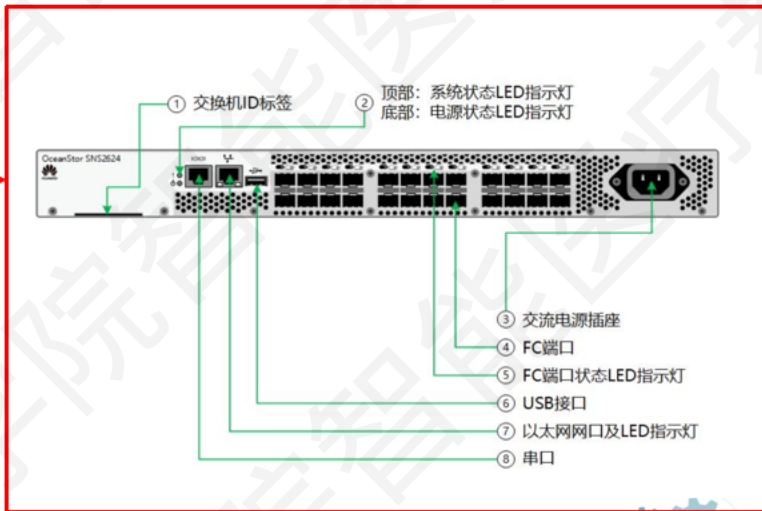 ① 交换机ID标签
② 顶部：系统状态LED指示灯
底部：电源状态LED指示灯
OceanStor SNS2624
IOIOI
③ 交流电源插座
④ FC端口
⑤ FC端口状态LED指示灯
⑥ USB接口
⑦ 以太网网口及LED指示灯
⑧ 串口